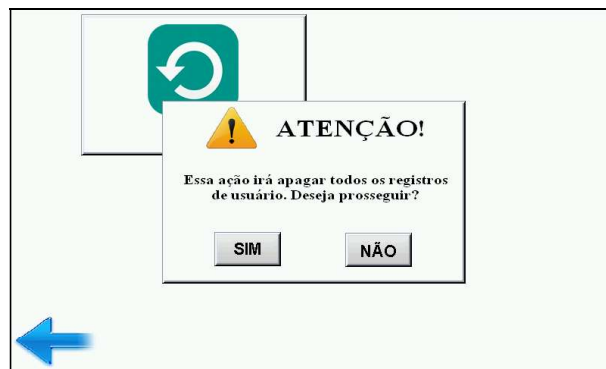 ATENÇÃO!
Essa ação irá apagar todos os registros
de usuário. Deseja prosseguir?
SIM
NÃO